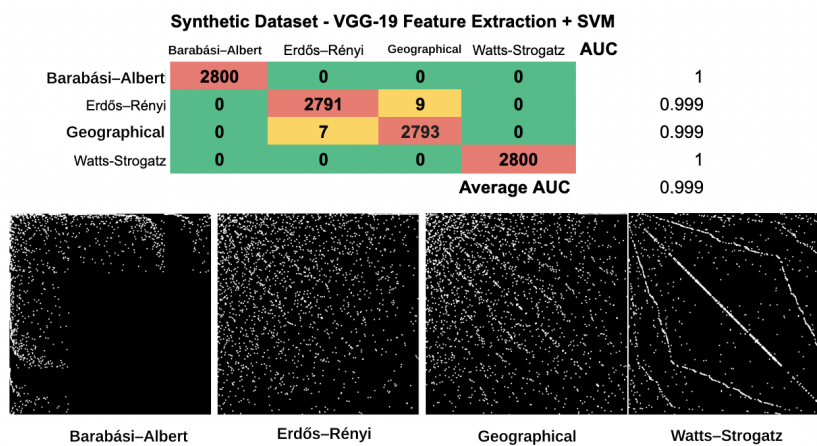 Synthetic Dataset - VGG-19 Feature Extraction + SVM
Barabási–Albert Erdős–Rényi Geographical Watts-Strogatz AUC
Barabási–Albert 2800 0 0 0 1
Erdős–Rényi 0 2791 9 0 0.999
Geographical 0 7 2793 0 0.999
Watts-Strogatz 0 0 0 2800 1
Average AUC 0.999
Barabási–Albert Erdős–Rényi Geographical Watts–Strogatz